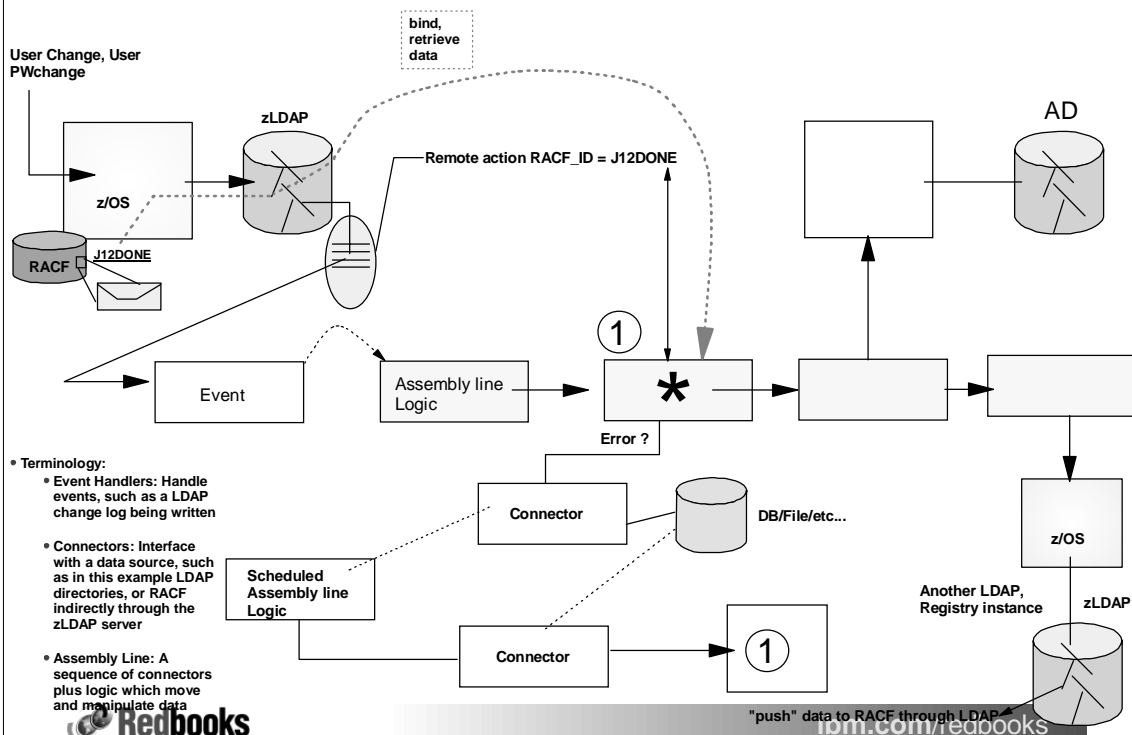 bind,
retrieve
data
User Change, User
PWchange
zLDAP
AD
Remote action RACF_ID = J12DONE
z/OS
J12DONE
RACF
1
Event
Assembly line
Logic
*
Error ?
• Terminology:
• Event Handlers: Handle
events, such as a LDAP
change log being written
• Connectors: Interface
with a data source, such
as in this example LDAP
directories, or RACF
indirectly through the
zLDAP server
• Assembly Line: A
sequence of connectors
plus logic which move
and manipulate data
Connector
DB/File/etc...
Scheduled
Assembly line
Logic
Connector
1
z/OS
Another LDAP,
Registry instance
zLDAP
"push" data to RACF through LDAP
Redbooks
ibm.com/redbooks